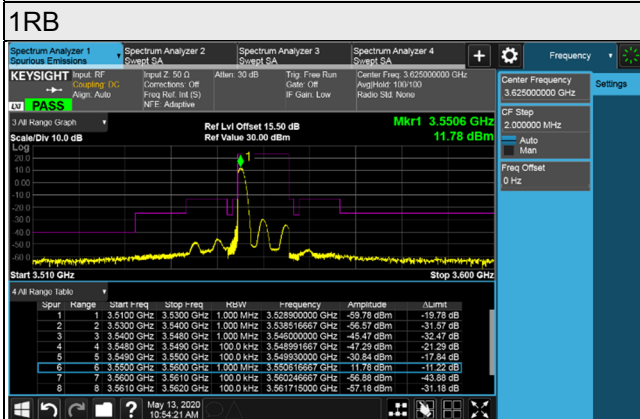 1RB
Spectrum Analyzer 1
Spurious Emissions
Spectrum Analyzer 2
Swept SA
Spectrum Analyzer 3
Swept SA
Spectrum Analyzer 4
Swept SA
+
Frequency
KEYSIGHT
Input: RF
Coupling: DC
Align: Auto
Input Z: 50 Ω
Corrections: Off
Freq Ref: Int (S)
NFE: Adaptive
Atten: 30 dB
Trig: Free Run
Gate: Off
IF Gain: Low
Center Freq: 3.625000000 GHz
Avg|Hold: 100/100
Radio Std: None
LXI PASS
Center Frequency
3.625000000 GHz
Settings
CF Step
2.000000 MHz
Auto
Man
Freq Offset
0 Hz
3 All Range Graph
Scale/Div 10.0 dB
Ref Lvl Offset 15.50 dB
Ref Value 30.00 dBm
Mkr1 3.5506 GHz
11.78 dBm
Log
20.0
10.0
0.00
-10.0
-20.0
-30.0
-40.0
-50.0
-60.0
1
Start 3.510 GHz
Stop 3.600 GHz
4 All Range Table
Spur Range Start Freq Stop Freq RBW Frequency Amplitude ΔLimit
1 1 3.5100 GHz 3.5300 GHz 1.000 MHz 3.528900000 GHz -59.78 dBm -19.78 dB
2 2 3.5300 GHz 3.5400 GHz 1.000 MHz 3.538516667 GHz -56.57 dBm -31.57 dB
3 3 3.5400 GHz 3.5480 GHz 1.000 MHz 3.546000000 GHz -45.47 dBm -32.47 dB
4 4 3.5480 GHz 3.5490 GHz 100.0 kHz 3.548991667 GHz -47.29 dBm -21.29 dB
5 5 3.5490 GHz 3.5500 GHz 100.0 kHz 3.549930000 GHz -30.84 dBm -17.84 dB
6 6 3.5500 GHz 3.5600 GHz 1.000 MHz 3.550616667 GHz 11.78 dBm -11.22 dB
7 7 3.5600 GHz 3.5610 GHz 100.0 kHz 3.560246667 GHz -56.88 dBm -43.88 dB
8 8 3.5610 GHz 3.5620 GHz 100.0 kHz 3.561715000 GHz -57.18 dBm -31.18 dB
?
May 13, 2020
10:54:21 AM